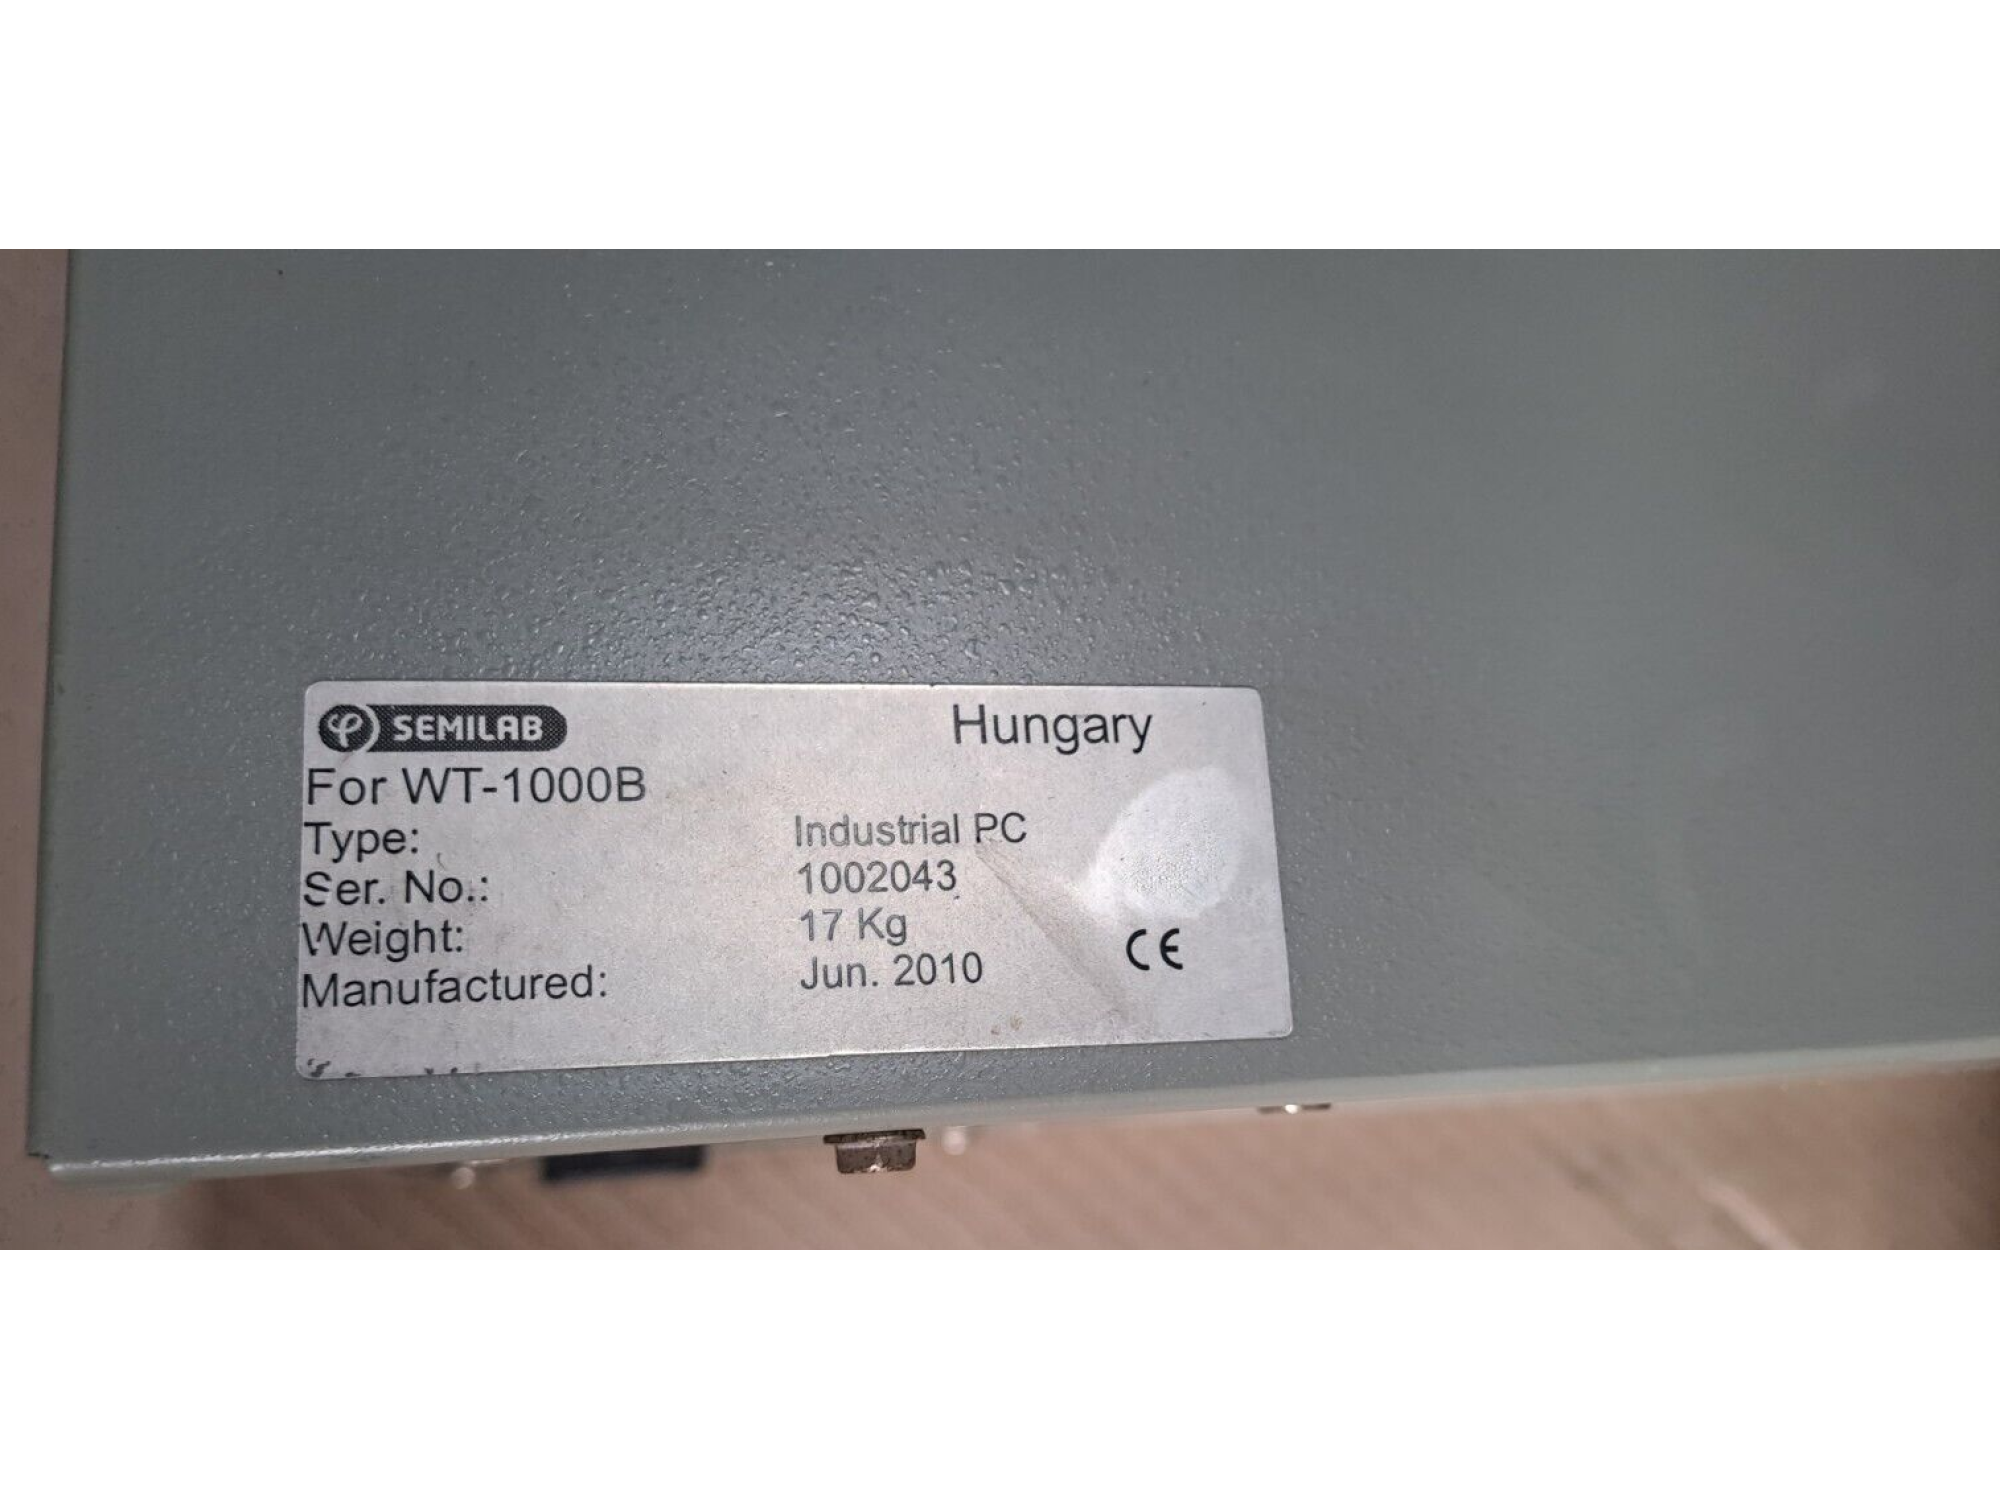 φ SEMILAB Hungary
For WT-1000B
Type: Industrial PC
Ser. No.: 1002043
Weight: 17 Kg
Manufactured: Jun. 2010
CE